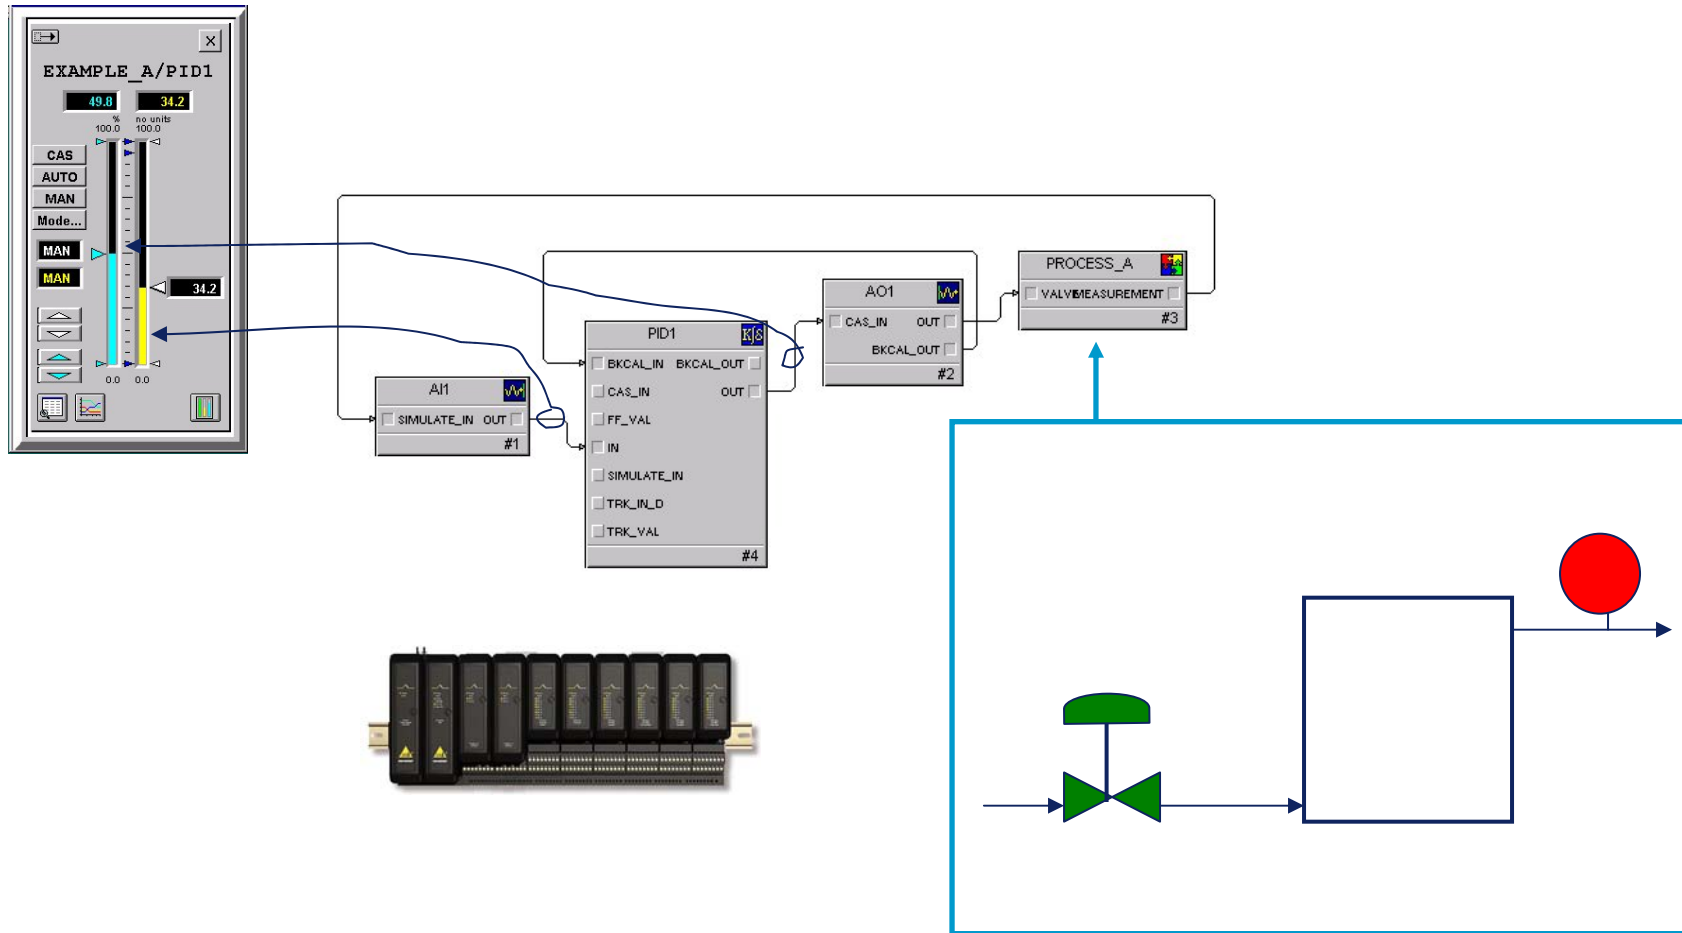 EXAMPLE_A/PID1
49.8 34.2
% no units
100.0 100.0
CAS
AUTO
MAN
Mode...
MAN
MAN
34.2
0.0 0.0
AI1
SIMULATE_IN OUT
#1
PID1
BKCAL_IN BKCAL_OUT
CAS_IN OUT
FF_VAL
IN
SIMULATE_IN
TRK_IN_D
TRK_VAL
#4
AO1
CAS_IN OUT
BKCAL_OUT
#2
PROCESS_A
MEASUREMENT
#3